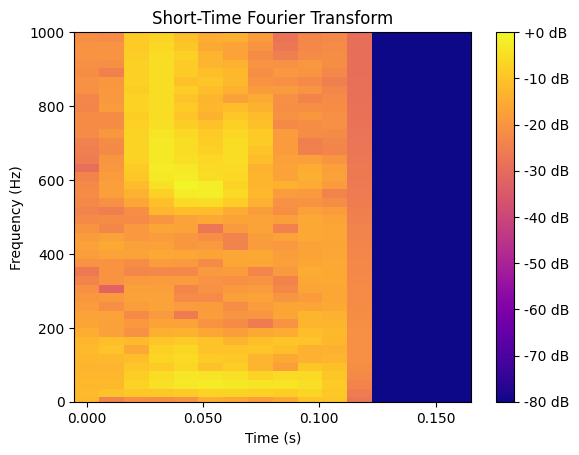 Short-Time Fourier Transform
1000
800
600
400
200
0
Frequency (Hz)
0.000
0.050
0.100
0.150
Time (s)
+0 dB
-10 dB
-20 dB
-30 dB
-40 dB
-50 dB
-60 dB
-70 dB
-80 dB